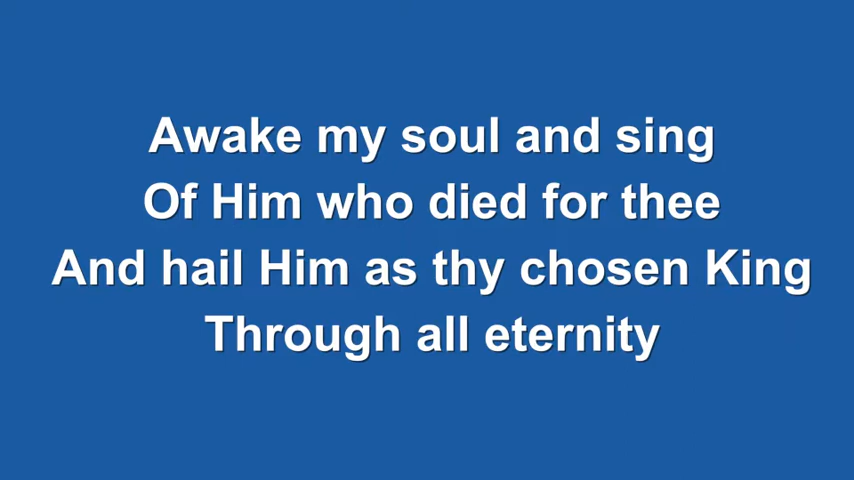 Awake my soul and sing
Of Him who died for thee
And hail Him as thy chosen King
Through all eternity